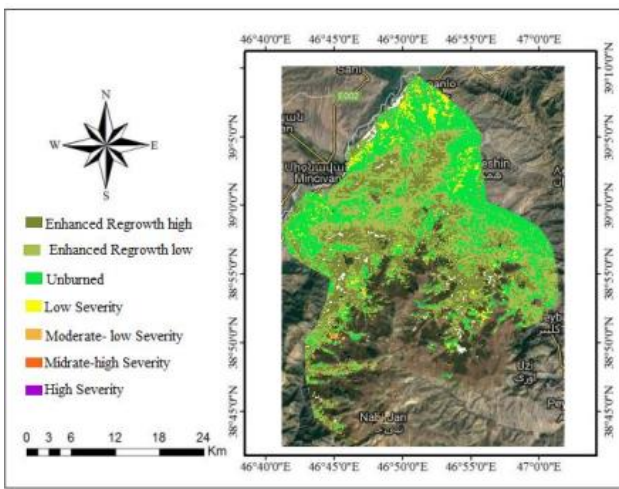 46°40'0"E 46°45'0"E 46°50'0"E 46°55'0"E 47°0'0"E
39°10'0"N
39°5'0"N
39°0'0"N
38°55'0"N
38°50'0"N
38°45'0"N
N
W E
S
Enhanced Regrowth high
Enhanced Regrowth low
Unburned
Low Severity
Moderate- low Severity
Midrate-high Severity
High Severity
0 3 6 12 18 24
Km
E002
Mincivan
eshin
Uzi
Nabi Jan
46°40'0"E 46°45'0"E 46°50'0"E 46°55'0"E 47°0'0"E